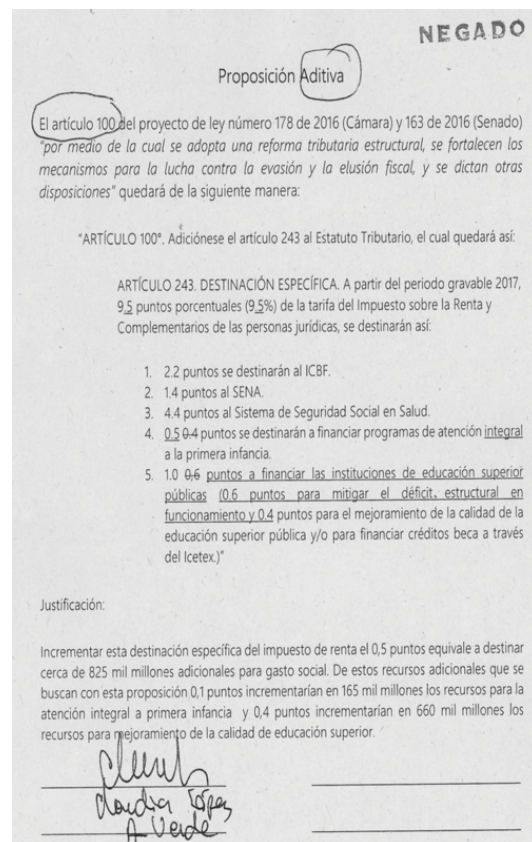 NEGADO
Proposición Aditiva
El artículo 100 del proyecto de ley número 178 de 2016 (Cámara) y 163 de 2016 (Senado)
"por medio de la cual se adopta una reforma tributaria estructural, se fortalecen los
mecanismos para la lucha contra la evasión y la elusión fiscal, y se dictan otras
disposiciones" quedará de la siguiente manera:
"ARTÍCULO 100°. Adiciónese el artículo 243 al Estatuto Tributario, el cual quedará así:
ARTÍCULO 243. DESTINACIÓN ESPECÍFICA. A partir del periodo gravable 2017,
9.5 puntos porcentuales (9.5%) de la tarifa del Impuesto sobre la Renta y
Complementarios de las personas jurídicas, se destinarán así:
1. 2.2 puntos se destinarán al ICBF.
2. 1.4 puntos al SENA.
3. 4.4 puntos al Sistema de Seguridad Social en Salud.
4. 0.5 0.4 puntos se destinarán a financiar programas de atención integral
a la primera infancia.
5. 1.0 0.6 puntos a financiar las instituciones de educación superior
públicas (0.6 puntos para mitigar el déficit estructural en
funcionamiento y 0.4 puntos para el mejoramiento de la calidad de la
educación superior pública y/o para financiar créditos beca a través
del Icetex.)"
Justificación:
Incrementar esta destinación específica del impuesto de renta el 0,5 puntos equivale a destinar
cerca de 825 mil millones adicionales para gasto social. De estos recursos adicionales que se
buscan con esta proposición 0,1 puntos incrementarían en 165 mil millones los recursos para la
atención integral a primera infancia y 0,4 puntos incrementarían en 660 mil millones los
recursos para mejoramiento de la calidad de educación superior.
Claudia López
A Verde